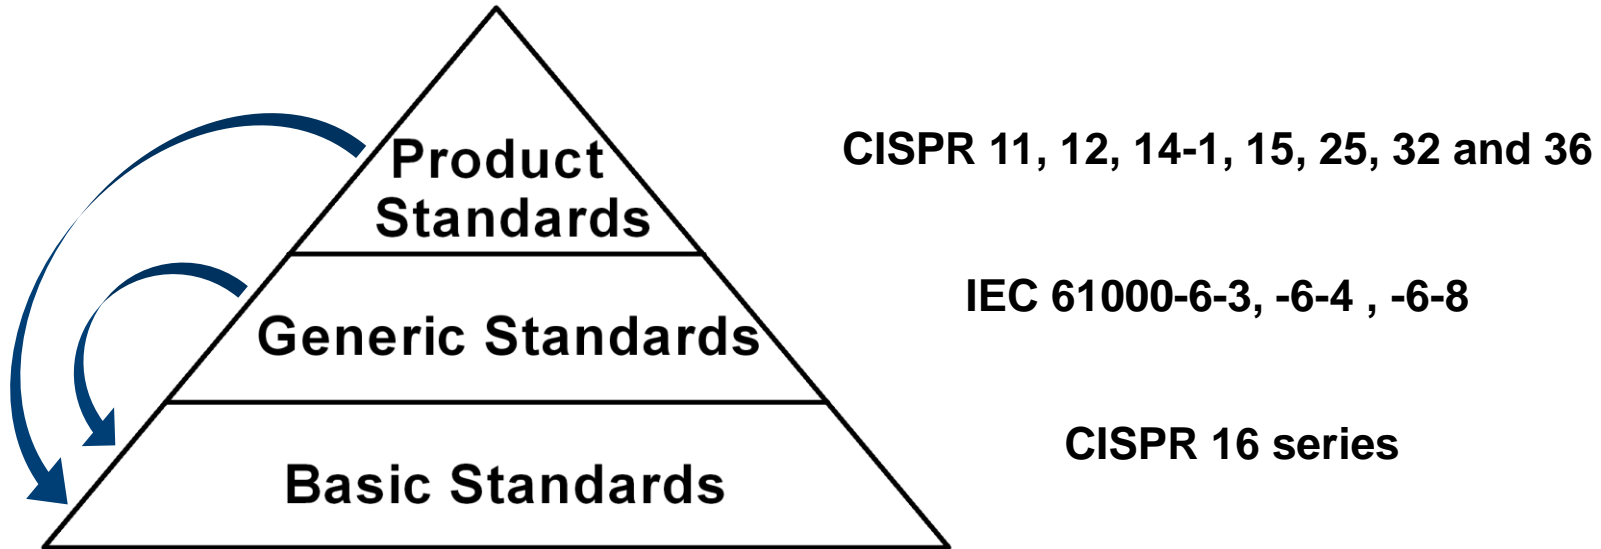 Product
Standards
CISPR 11, 12, 14-1, 15, 25, 32 and 36
Generic Standards
IEC 61000-6-3, -6-4 , -6-8
Basic Standards
CISPR 16 series